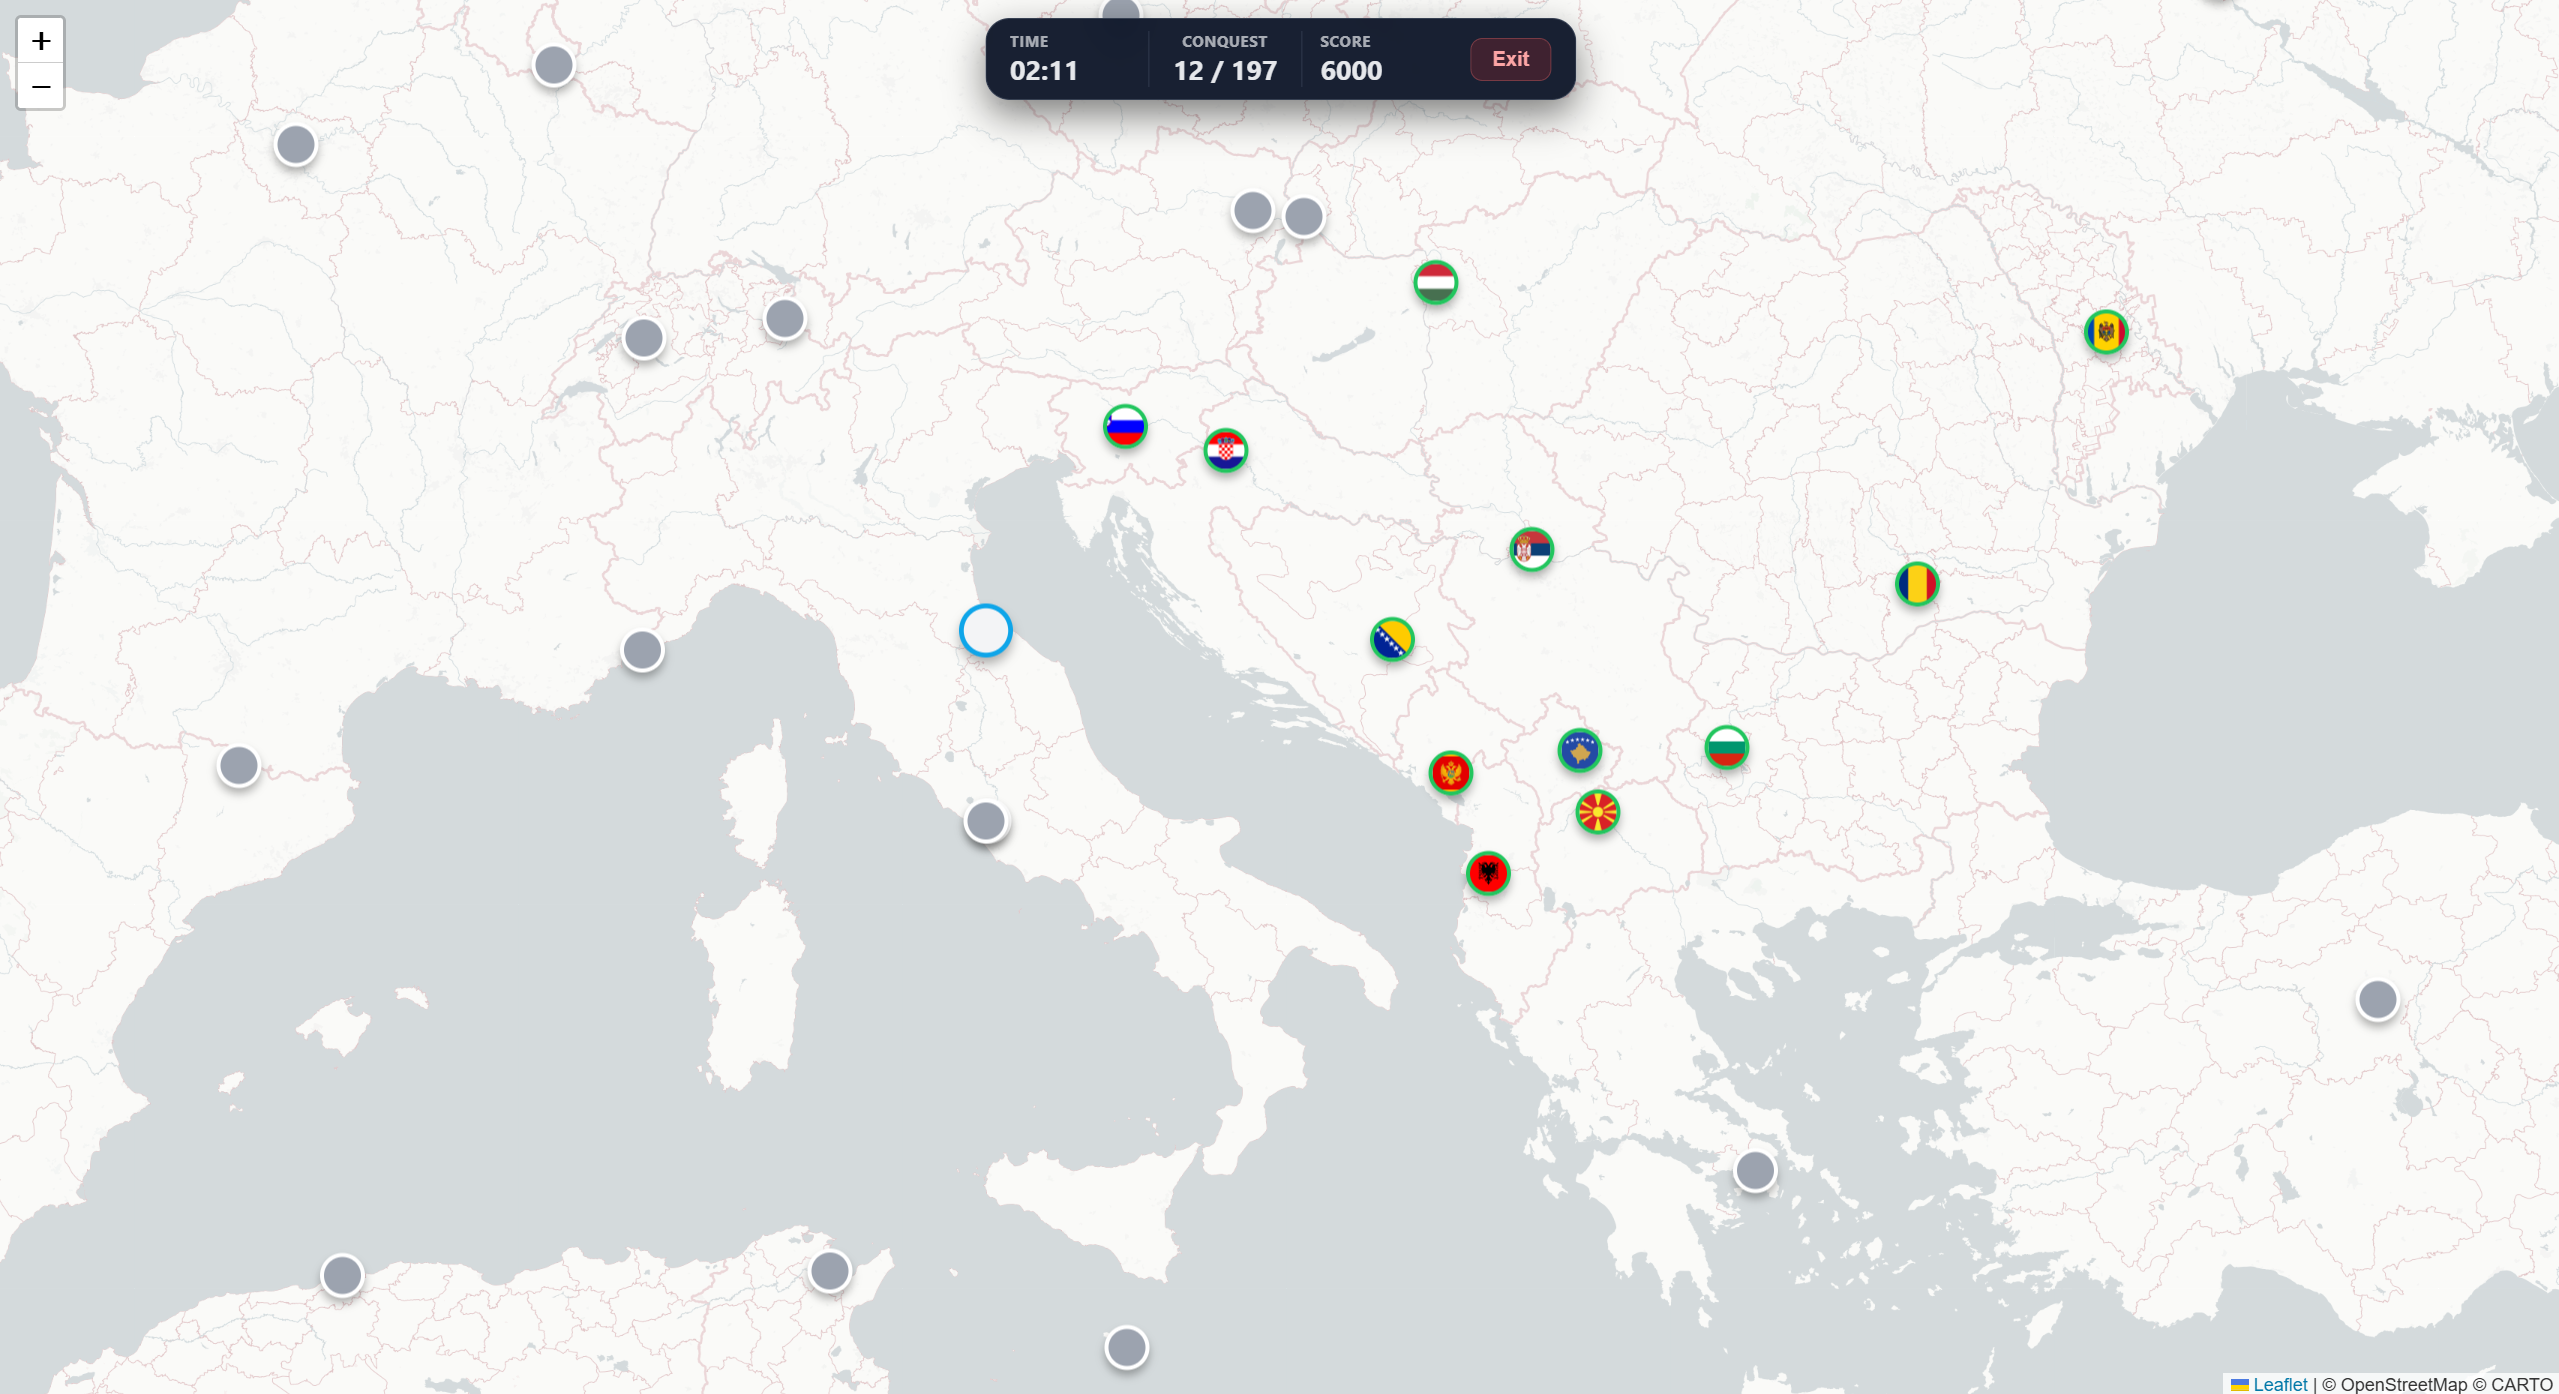 +
−
TIME
02:11
CONQUEST
12 / 197
SCORE
6000
Exit
Leaflet | © OpenStreetMap © CARTO